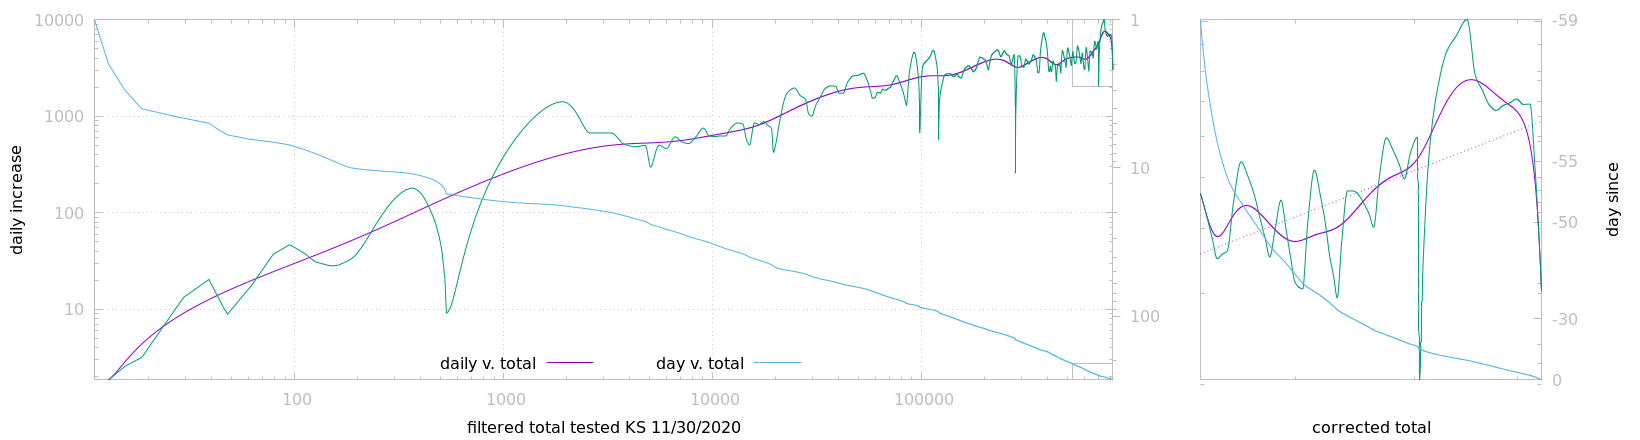 10000
1000
100
10
daily increase
100
1000
10000
100000
filtered total tested KS 11/30/2020
daily v. total
day v. total
1
10
100
-59
-55
-50
-30
0
day since
corrected total